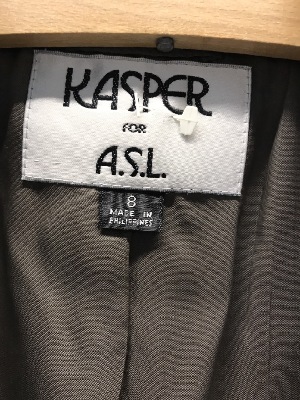 KASPER
FOR
A.S.L.
8
MADE IN
PHILIPPINES